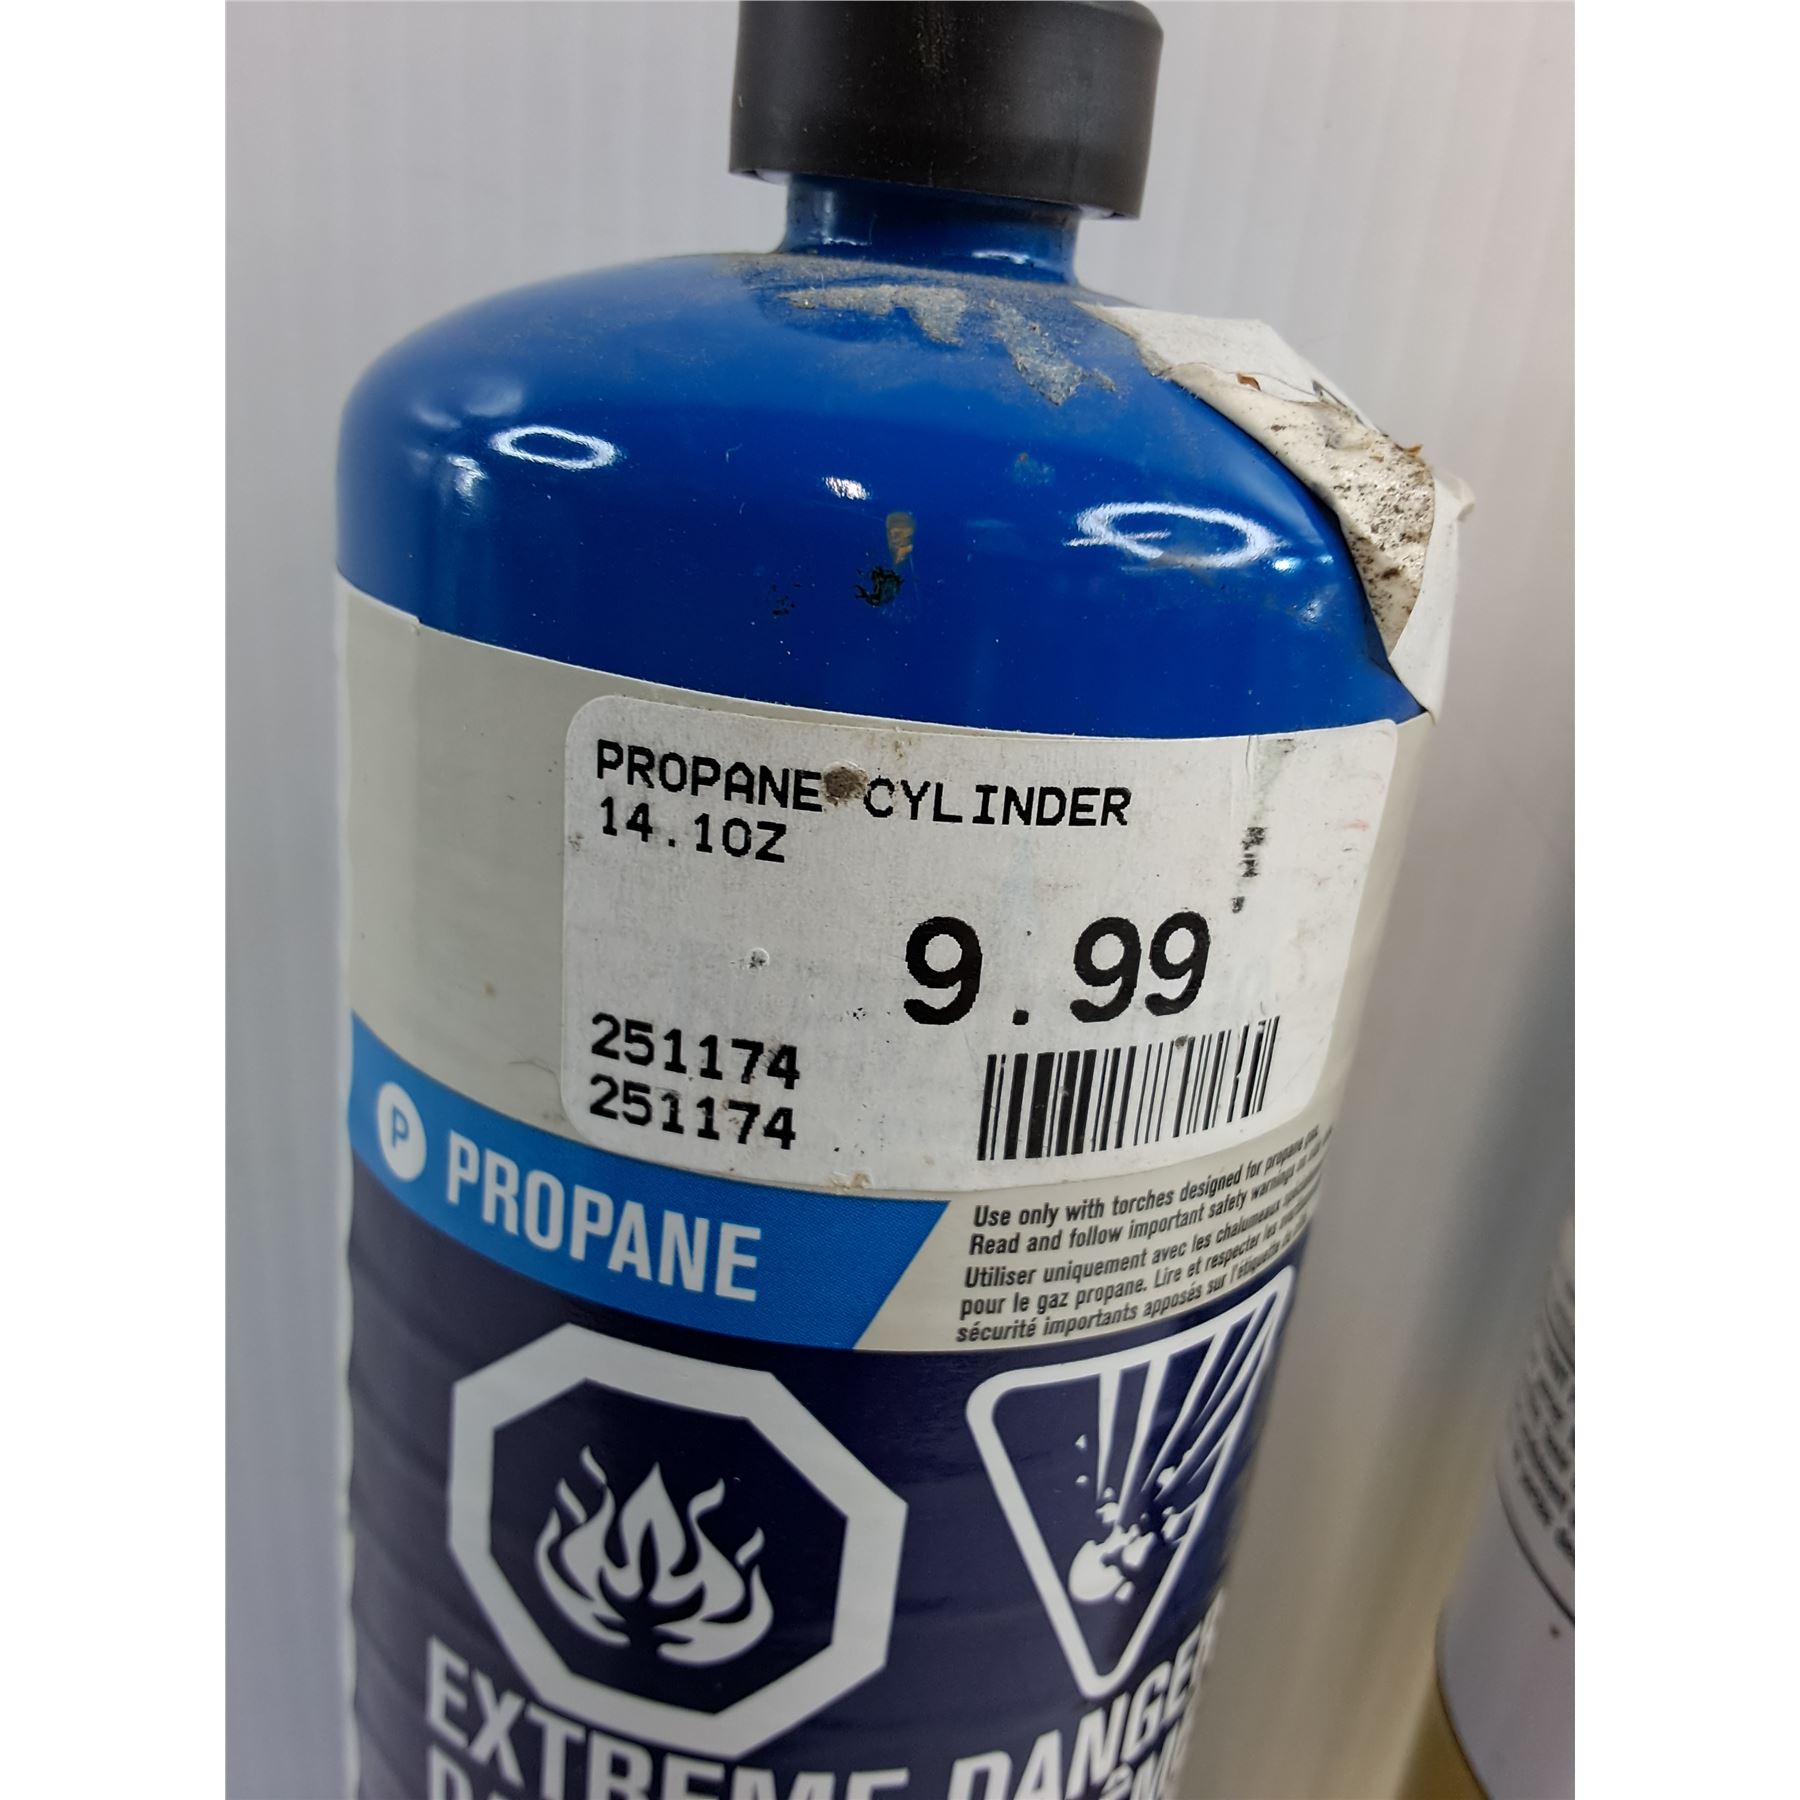 PROPANE CYLINDER
14.1OZ
9.99
251174
251174
P PROPANE
Use only with torches designed for propane gas.
Read and follow important safety warnings
Utiliser uniquement avec les chalumeaux
pour le gaz propane. Lire et respecter les
sécurité importants apposés sur l'étiquette
EXTREME DANGER